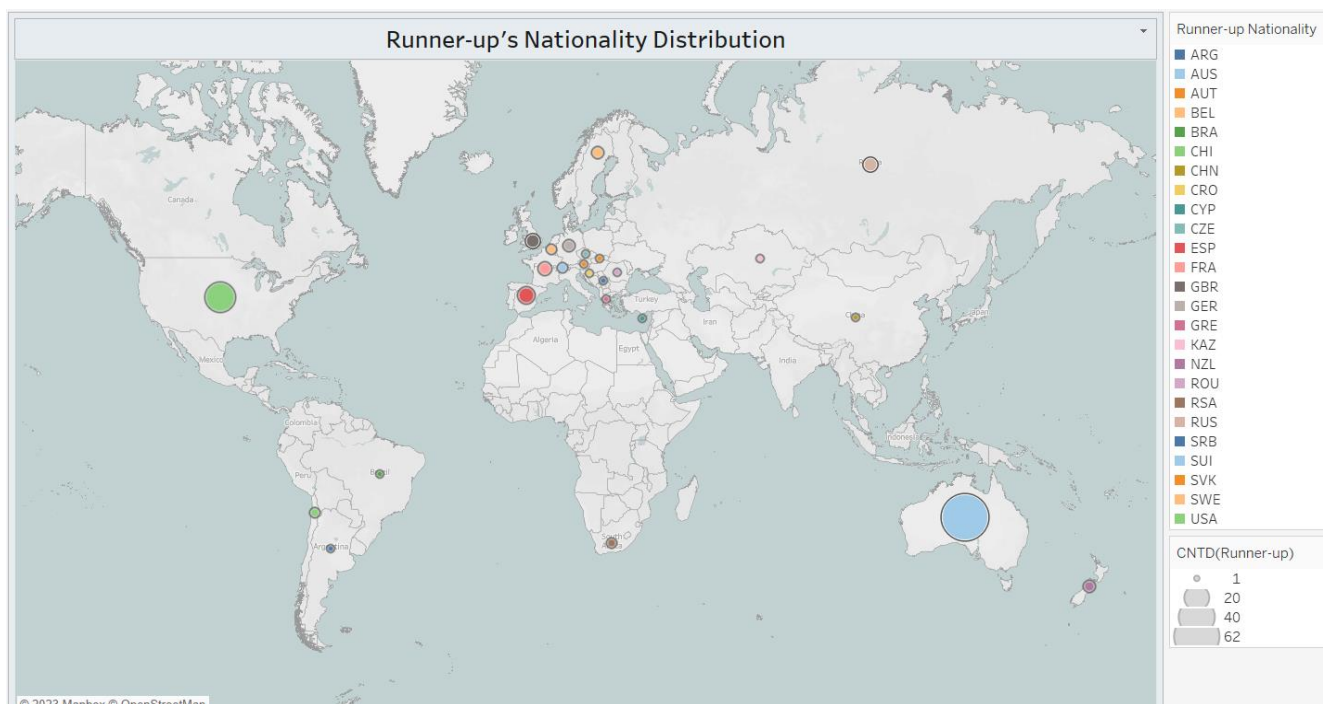 Runner-up's Nationality Distribution
Canada
Mexico
Colombia
Peru
Brazil
Argentina
Algeria
Egypt
Turkey
Iran
India
China
Japan
Indonesia
South
Africa
© 2023 Mapbox © OpenStreetMap
Runner-up Nationality
ARG
AUS
AUT
BEL
BRA
CHI
CHN
CRO
CYP
CZE
ESP
FRA
GBR
GER
GRE
KAZ
NZL
ROU
RSA
RUS
SRB
SUI
SVK
SWE
USA
CNTD(Runner-up)
1
20
40
62